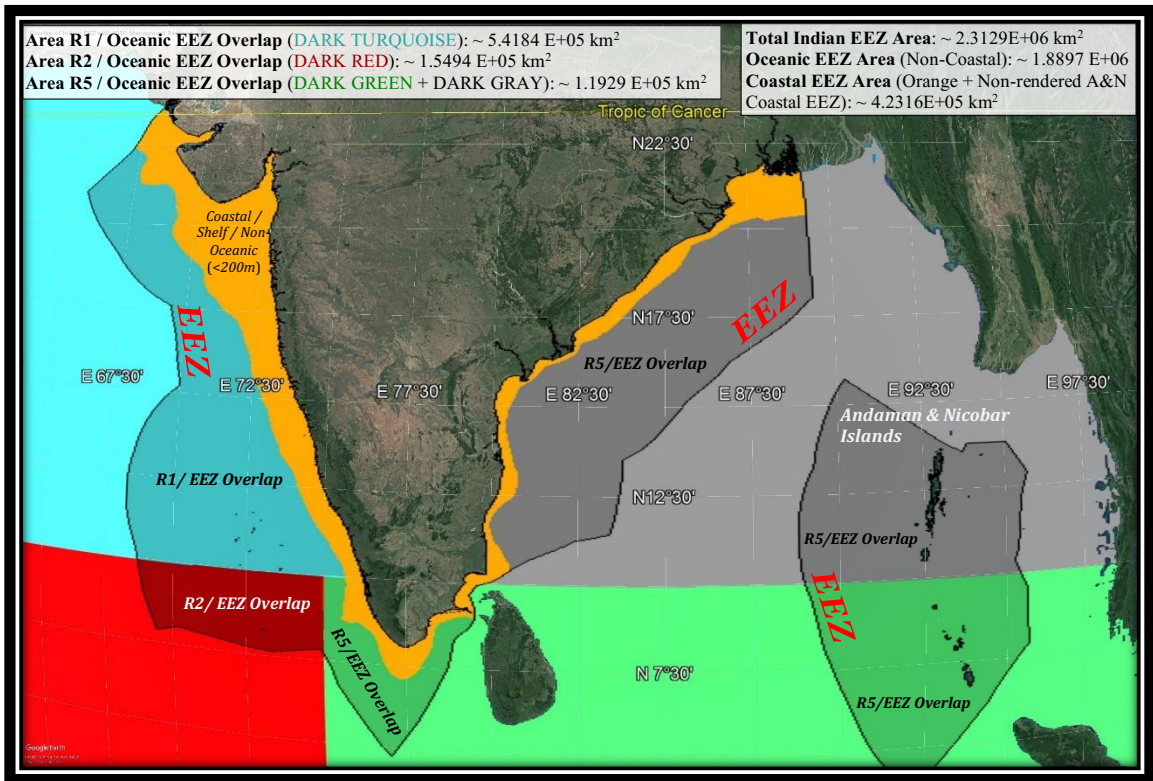 Area R1 / Oceanic EEZ Overlap (DARK TURQUOISE): ~ 5.4184 E+05 km²
Area R2 / Oceanic EEZ Overlap (DARK RED): ~ 1.5494 E+05 km²
Area R5 / Oceanic EEZ Overlap (DARK GREEN + DARK GRAY): ~ 1.1929 E+05 km²
Total Indian EEZ Area: ~ 2.3129E+06 km²
Oceanic EEZ Area (Non-Coastal): ~ 1.8897 E+06
Coastal EEZ Area (Orange + Non-rendered A&N
Coastal EEZ): ~ 4.2316E+05 km²
Tropic of Cancer
N22°30'
Coastal /
Shelf / Non-
Oceanic
(<200m)
EEZ
EEZ
N17°30'
R5/EEZ Overlap
E 67°30'
E 72°30'
E 77°30'
E 82°30'
E 87°30'
E 92°30'
E 97°30'
Andaman & Nicobar
Islands
R1/ EEZ Overlap
N12°30'
R5/EEZ Overlap
EEZ
R2/ EEZ Overlap
R5/EEZ Overlap
N 7°30'
R5/EEZ Overlap
Google Earth